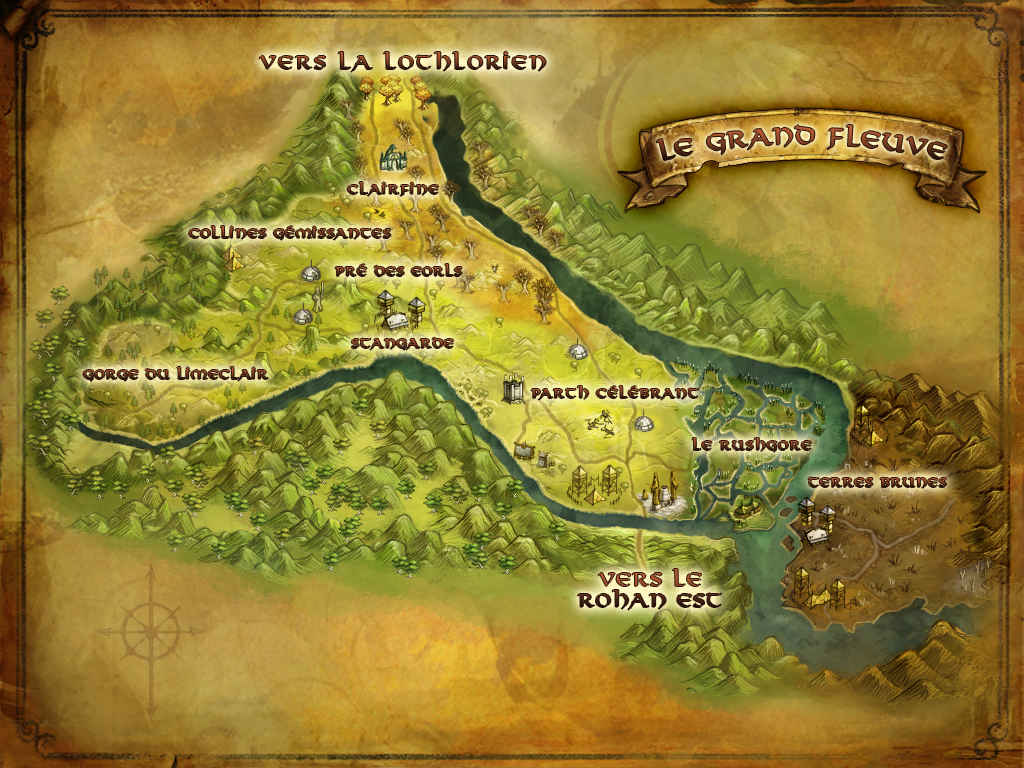 VERS LA LOTHLORIEN
LE GRAND FLEUVE
CLAIRFINE
COLLINES GÉMISSANTES
PRÉ DES EORLS
STANGARDE
GORGE DU LIMECLAIR
PARTH CÉLÉBRANT
LE RUSHGORE
TERRES BRUNES
VERS LE
ROHAN EST